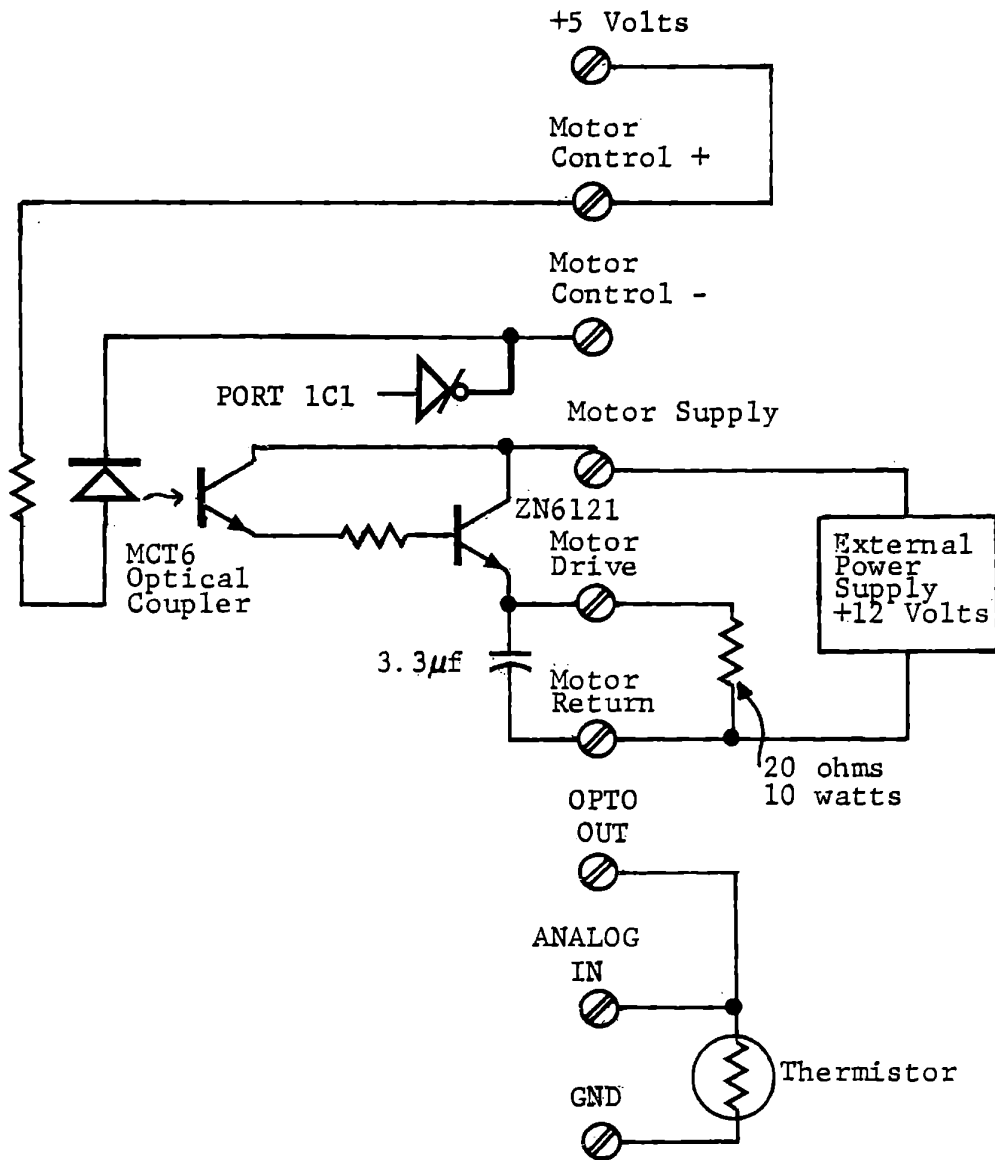 +5 Volts
Motor
Control +
Motor
Control -
PORT 1C1
Motor Supply
ZN6121
MCT6
Optical
Coupler
Motor
Drive
External
Power
Supply
+12 Volts
3.3µf
Motor
Return
20 ohms
10 watts
OPTO
OUT
ANALOG
IN
Thermistor
GND